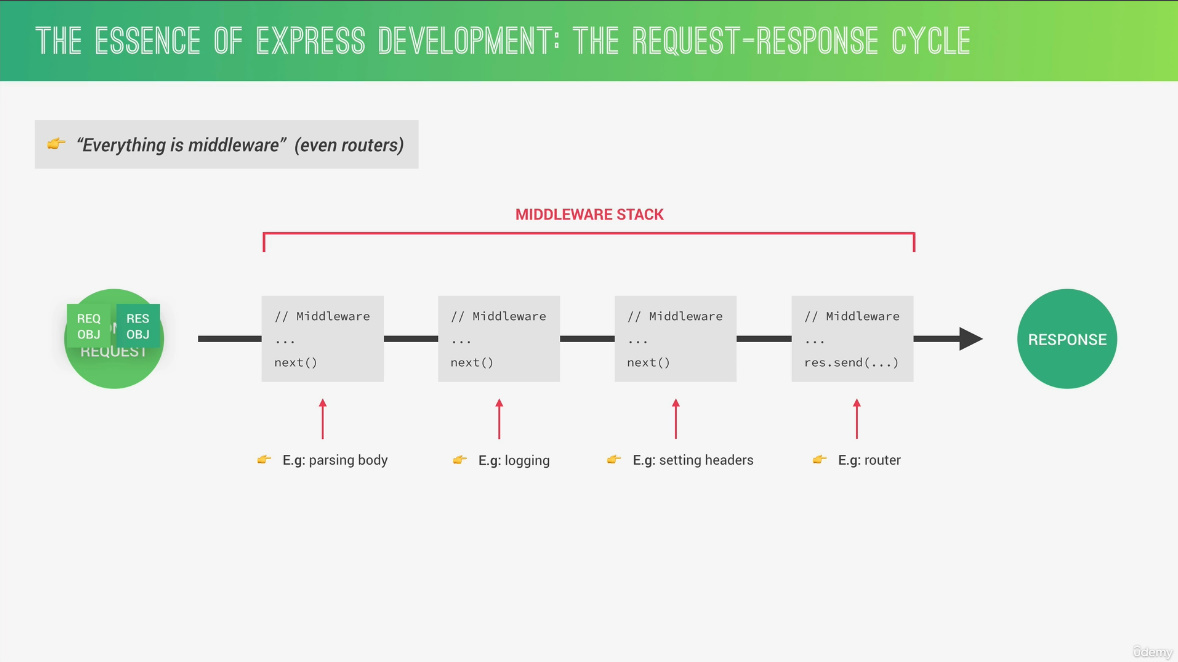 THE ESSENCE OF EXPRESS DEVELOPMENT: THE REQUEST-RESPONSE CYCLE
"Everything is middleware" (even routers)
MIDDLEWARE STACK
REQ
OBJ
RES
OBJ
REQUEST
// Middleware
...
next()
// Middleware
...
next()
// Middleware
...
next()
// Middleware
...
res.send(...)
RESPONSE
E.g: parsing body
E.g: logging
E.g: setting headers
E.g: router
ûdemy